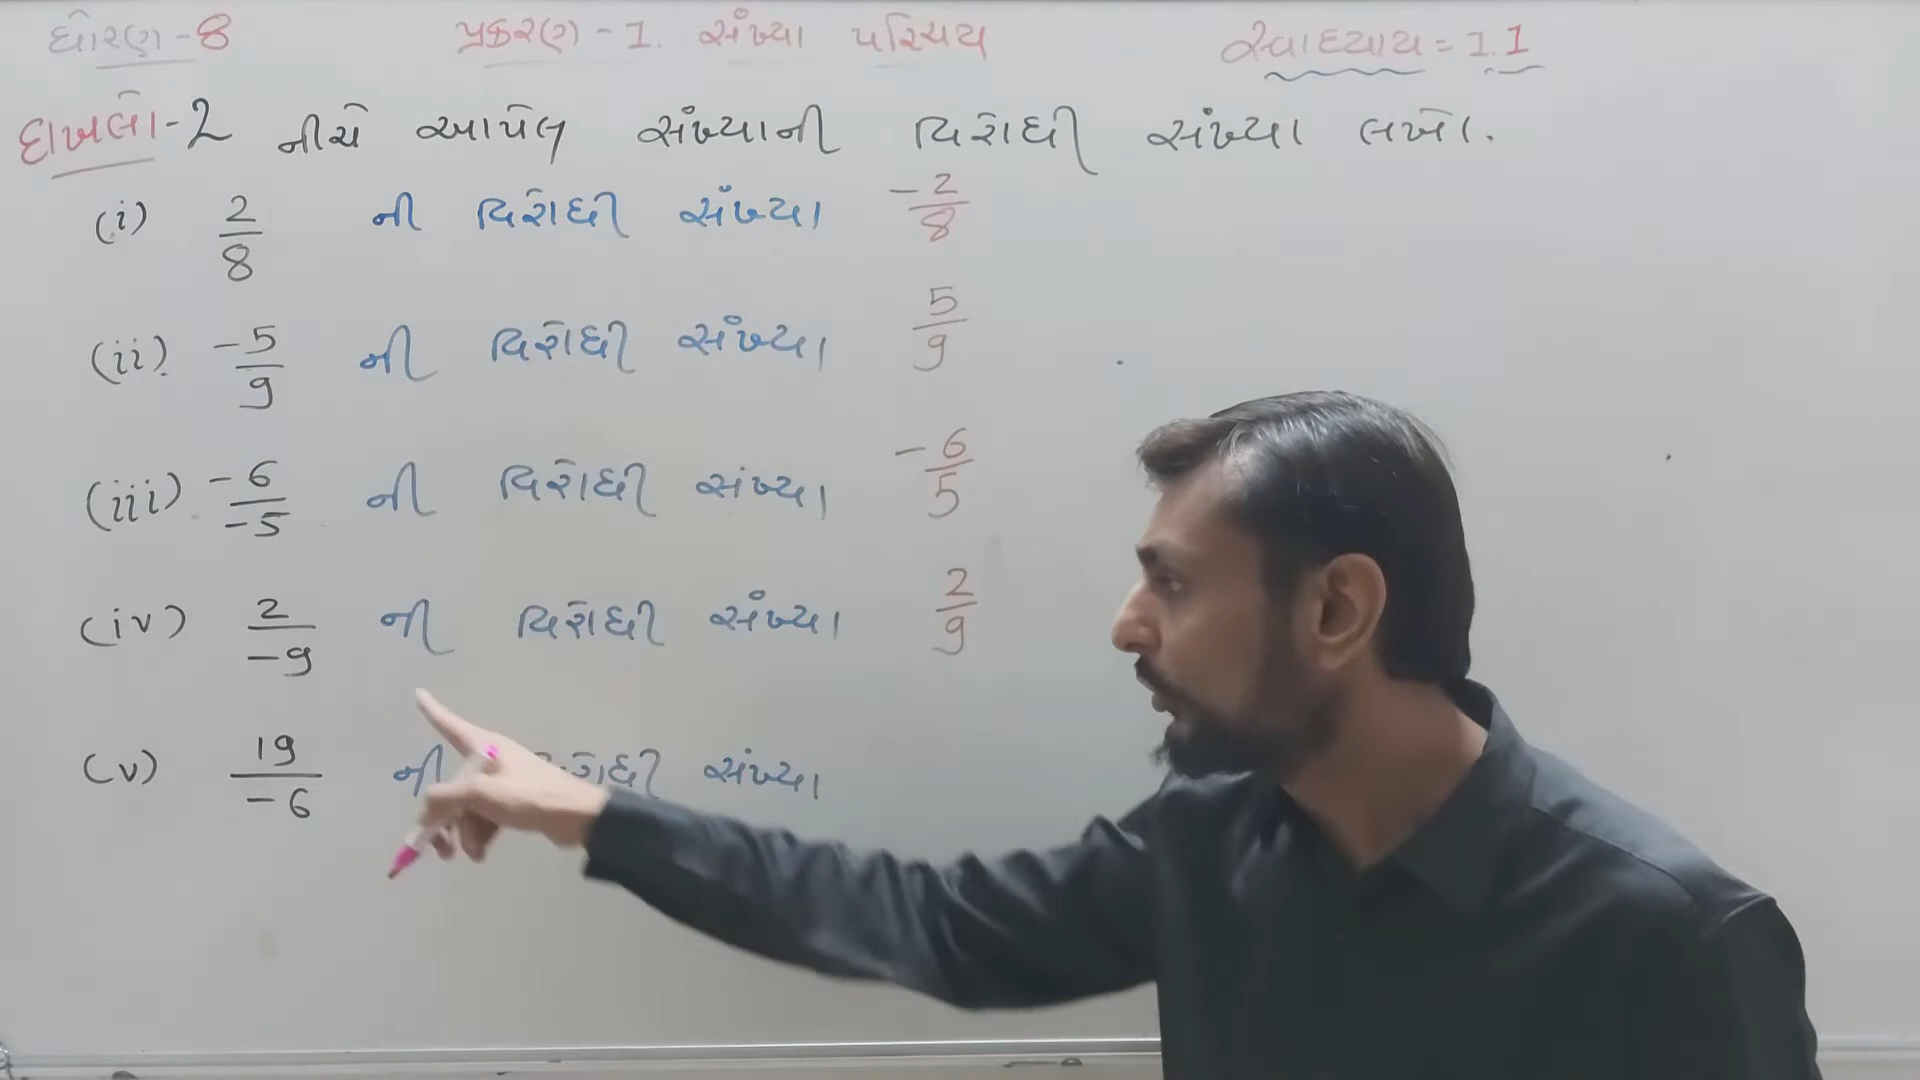 ધોરણ - 8 પ્રકરણ - 1. સંખ્યા પરિચય સ્વાધ્યાય = 1.1
દાખલો - 2 નીચે આપેલ સંખ્યાની વિરોધી સંખ્યા લખો.
(i) 2/8 ની વિરોધી સંખ્યા -2/8
(ii) -5/9 ની વિરોધી સંખ્યા 5/9
(iii) -6/-5 ની વિરોધી સંખ્યા -6/5
(iv) 2/-9 ની વિરોધી સંખ્યા 2/9
(v) 19/-6 ની વિરોધી સંખ્યા